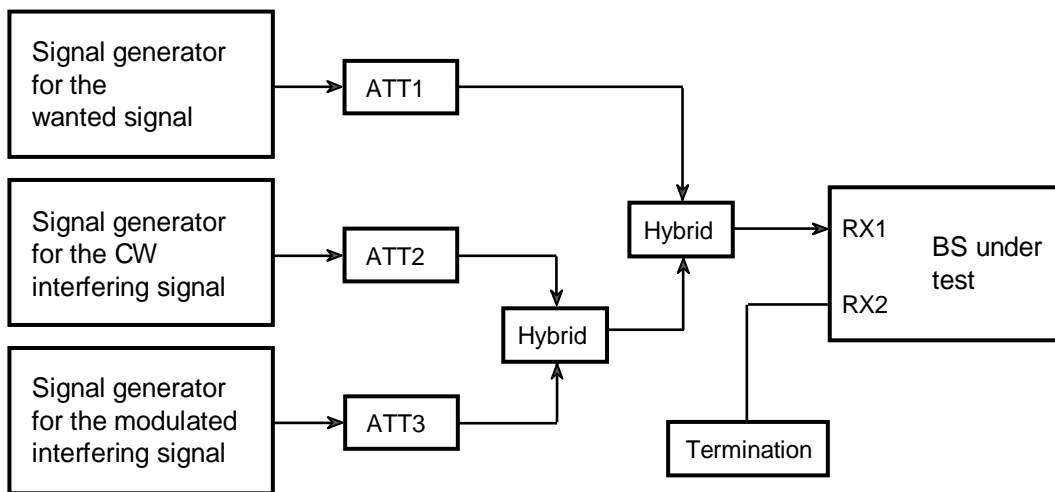 Signal generator
for the
wanted signal
ATT1
Signal generator
for the CW
interfering signal
ATT2
Signal generator
for the modulated
interfering signal
ATT3
Hybrid
Hybrid
RX1
RX2
BS under
test
Termination